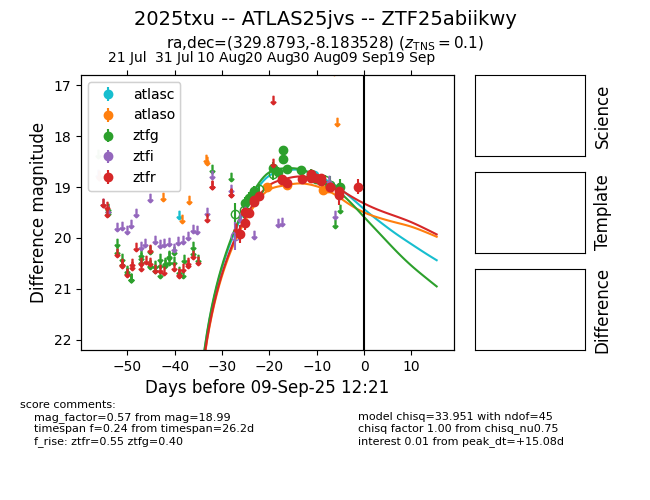 2025txu -- ATLAS25jvs -- ZTF25abiikwy
ra,dec=(329.8793,-8.183528) (z_TNS = 0.1)
21 Jul 31 Jul 10 Aug 20 Aug 30 Aug 09 Sep 19 Sep
atlasc
atlaso
ztfg
ztfi
ztfr
17
18
19
20
21
22
Difference magnitude
−50 −40 −30 −20 −10 0 10
Days before 09-Sep-25 12:21
Science
Template
Difference
score comments:
mag_factor=0.57 from mag=18.99
timespan f=0.24 from timespan=26.2d
f_rise: ztfr=0.55 ztfg=0.40
model chisq=33.951 with ndof=45
chisq factor 1.00 from chisq_nu0.75
interest 0.01 from peak_dt=+15.08d